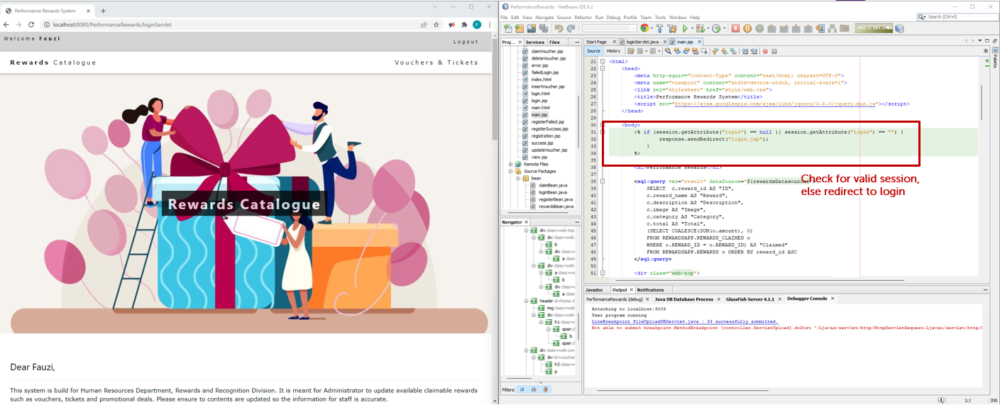 Performance Rewards System
localhost:8080/PerformanceRewards/loginServlet
F
Welcome Fauzi
Logout
Rewards Catalogue
Vouchers & Tickets
Rewards Catalogue
Dear Fauzi,
This system is build for Human Resources Department, Rewards and Recognition Division. It is meant for Administrator to update available claimable rewards
such as vouchers, tickets and promotional deals. Please ensure to contents are updated so the information for staff is accurate.
PerformanceRewards - NetBeans IDE 8.2
File Edit View Navigate Source Refactor Run Debug Profile Team Tools Window Help
Search (Ctrl+I)
Proj... Services Files
claimVoucher.jsp
deleteVoucher.jsp
error.jsp
failedLogin.jsp
index.html
insertVoucher.jsp
login.html
login.jsp
main.html
main.jsp
registerFailed.jsp
registerSuccess.jsp
registration.jsp
success.jsp
updateVoucher.jsp
view.jsp
Remote Files
Source Packages
bean
claimBean.java
loginBean.java
registerBean.java
rewardsBean.java
Navigator
div class=web-top
div class=web
b
div class=
a clas
div class=web
a class=w
b
div class=
a clas
header id=home c
img class=web
div class=web
h1 class=
span
b
span d
div class=web-con
div id=vouche
h3 class=v
p
Filters:
Start Page loginServlet.java main.jsp
Source History
Palette
21 <html>
22 <head>
23 <meta http-equiv="Content-Type" content="text/html; charset=UTF-8">
24 <meta name="viewport" content="width=device-width, initial-scale=1">
25 <link rel="stylesheet" href="style/web.css">
26 <title>Performance Rewards System</title>
27 <script src="https://ajax.googleapis.com/ajax/libs/jquery/3.6.0/jquery.min.js"></script>
28 </head>
29
30 <body>
31 <% if (session.getAttribute("login") == null || session.getAttribute("login") == "") {
32 response.sendRedirect("login.jsp");
33 }
34 %>
35
<h1>Performance Rewards</h1>
Check for valid session,
else redirect to login
38 <sql:query var="result" dataSource="${rewardsDatasource
39 SELECT c.reward_id AS "ID",
40 c.reward_name AS "Reward",
41 c.description AS "Description",
42 c.image AS "Image",
43 c.category AS "Category",
44 c.total AS "Total",
45 (SELECT COALESCE(SUM(o.amount), 0)
46 FROM REWARDSAPP.REWARDS_CLAIMED o
47 WHERE o.REWARD_ID = c.REWARD_ID) AS "Claimed"
48 FROM REWARDSAPP.REWARDS c ORDER BY reward_id ASC
49 </sql:query>
50
51 <div class="web-top">
Javadoc Output Notifications
PerformanceRewards (debug) Java DB Database Process GlassFish Server 4.1.1 Debugger Console
Attaching to localhost:9009
User program running
LineBreakpoint FileUploadDBServlet.java : 33 successfully submitted.
Not able to submit breakpoint MethodBreakpoint [controller.ServletUpload].doPost '(Ljavax/servlet/http/HttpServletRequest;Ljavax/servlet/http/
1:1 INS